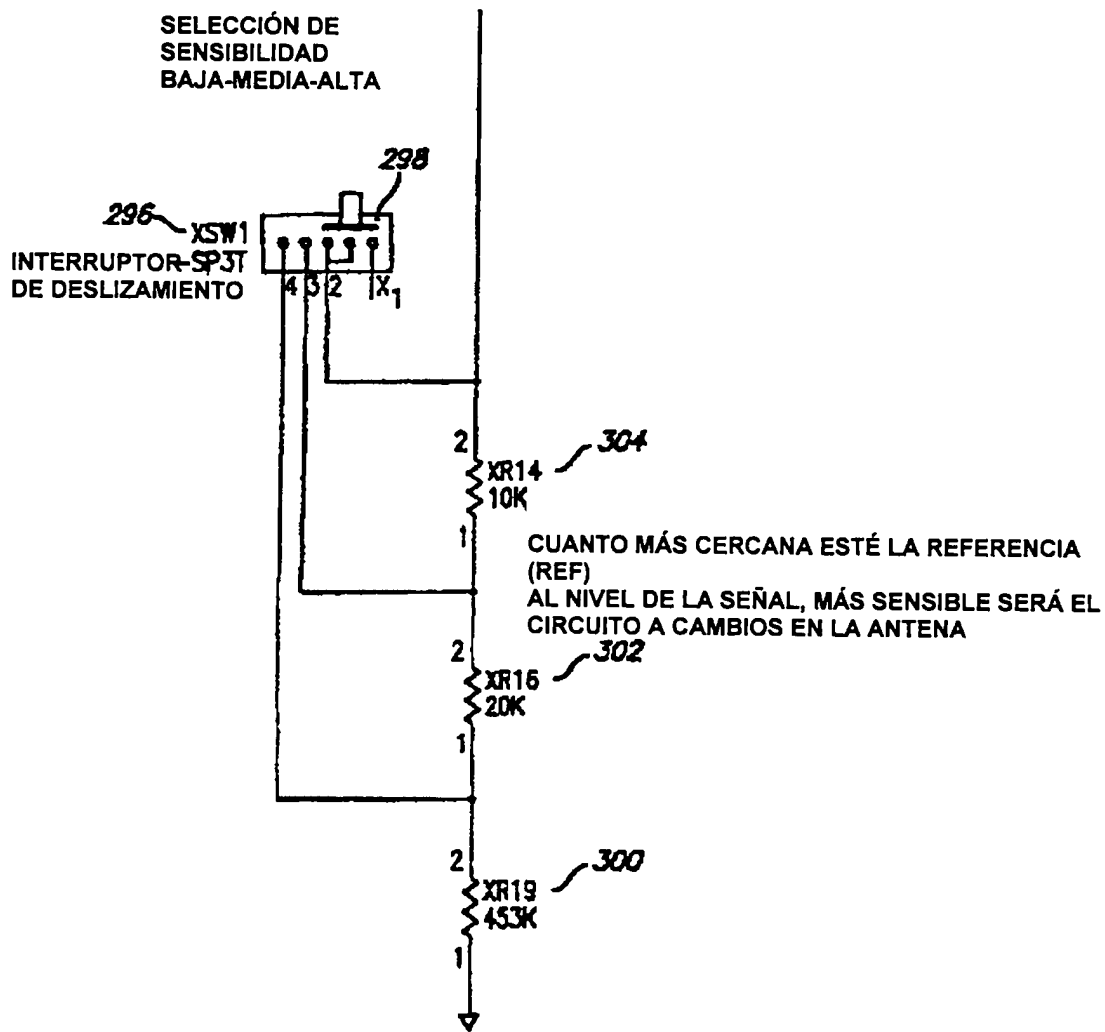 SELECCIÓN DE
SENSIBILIDAD
BAJA-MEDIA-ALTA
298
296
XSW1
INTERRUPTOR-SP3T
DE DESLIZAMIENTO
4 3 2 X 1
2
304
XR14
10K
1
CUANTO MÁS CERCANA ESTÉ LA REFERENCIA
(REF)
AL NIVEL DE LA SEÑAL, MÁS SENSIBLE SERÁ EL
CIRCUITO A CAMBIOS EN LA ANTENA
2
302
XR16
20K
1
2
300
XR19
453K
1